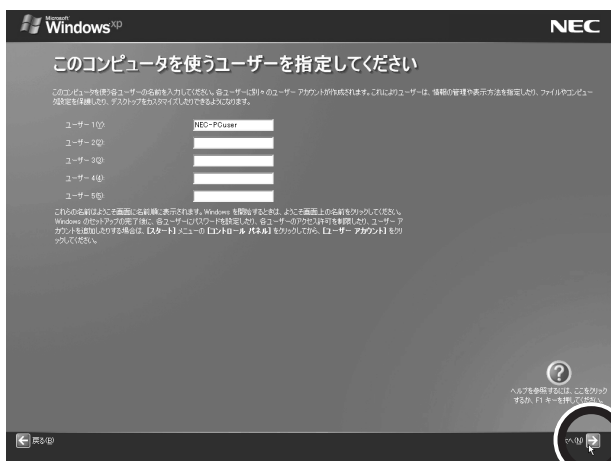 Microsoft
Windows xp
NEC
このコンピュータを使うユーザーを指定してください
このコンピュータを使う各ユーザーの名前を入力してください。各ユーザーに別々のユーザー アカウントが作成されます。これによりユーザーは、情報の管理や表示方法を指定したり、ファイルやコンピュー
タ設定を保護したり、デスクトップをカスタマイズしたりできるようになります。
ユーザー 1(Y):
NEC-PCuser
ユーザー 2(2):
ユーザー 3(3):
ユーザー 4(4):
ユーザー 5(5):
これらの名前はようこそ画面に名前順に表示されます。Windows を開始するときは、ようこそ画面上の名前をクリックしてください。
Windows のセットアップの完了後に、各ユーザーにパスワードを設定したり、各ユーザーのアクセス許可を制限したり、ユーザー ア
カウントを追加したりする場合は、[スタート] メニューの [コントロール パネル] をクリックしてから、[ユーザー アカウント] をクリ
ックしてください。
ヘルプを参照するには、ここをクリック
するか、F1 キーを押してください。
戻る(B)
へ(N)